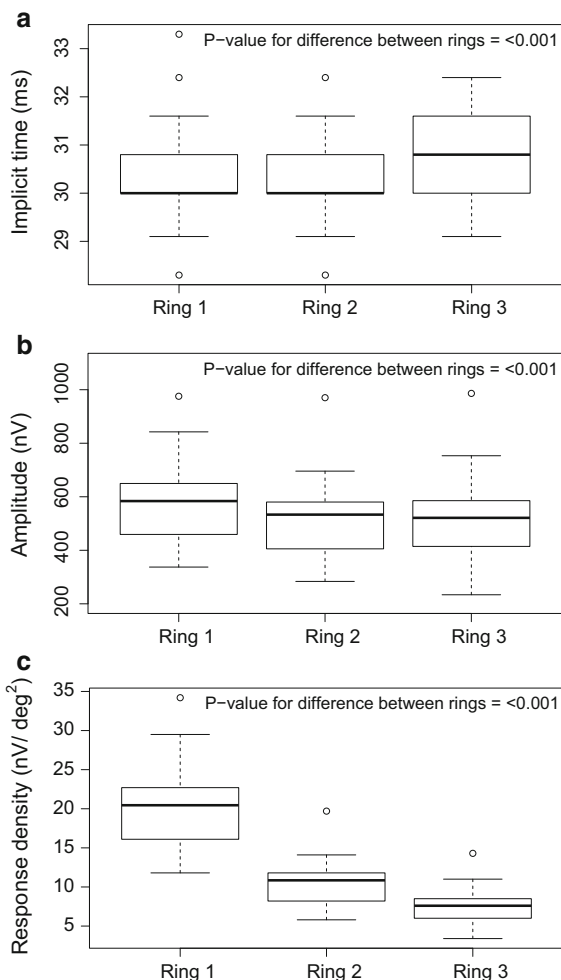 a
P-value for difference between rings = <0.001
Implicit time (ms)
33
32
31
30
29
Ring 1 Ring 2 Ring 3
b
P-value for difference between rings = <0.001
Amplitude (nV)
1000
800
600
400
200
Ring 1 Ring 2 Ring 3
c
P-value for difference between rings = <0.001
Response density (nV/ deg²)
35
30
25
20
15
10
5
Ring 1 Ring 2 Ring 3